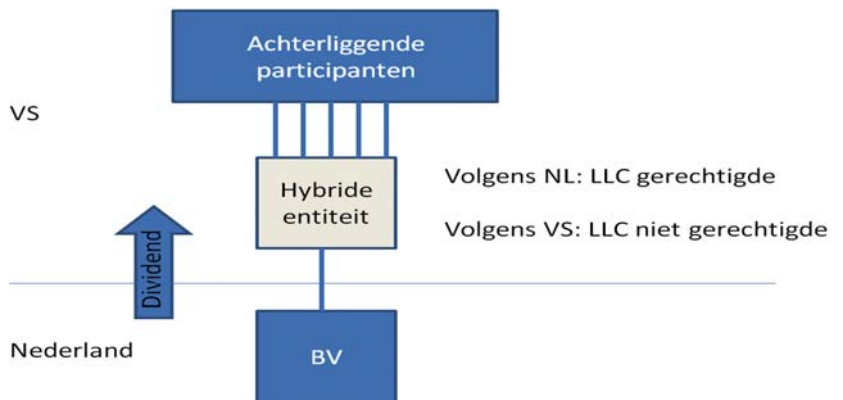 Achterliggende
participanten
VS
Hybride
entiteit
Volgens NL: LLC gerechtigde
Volgens VS: LLC niet gerechtigde
Dividend
Nederland
BV